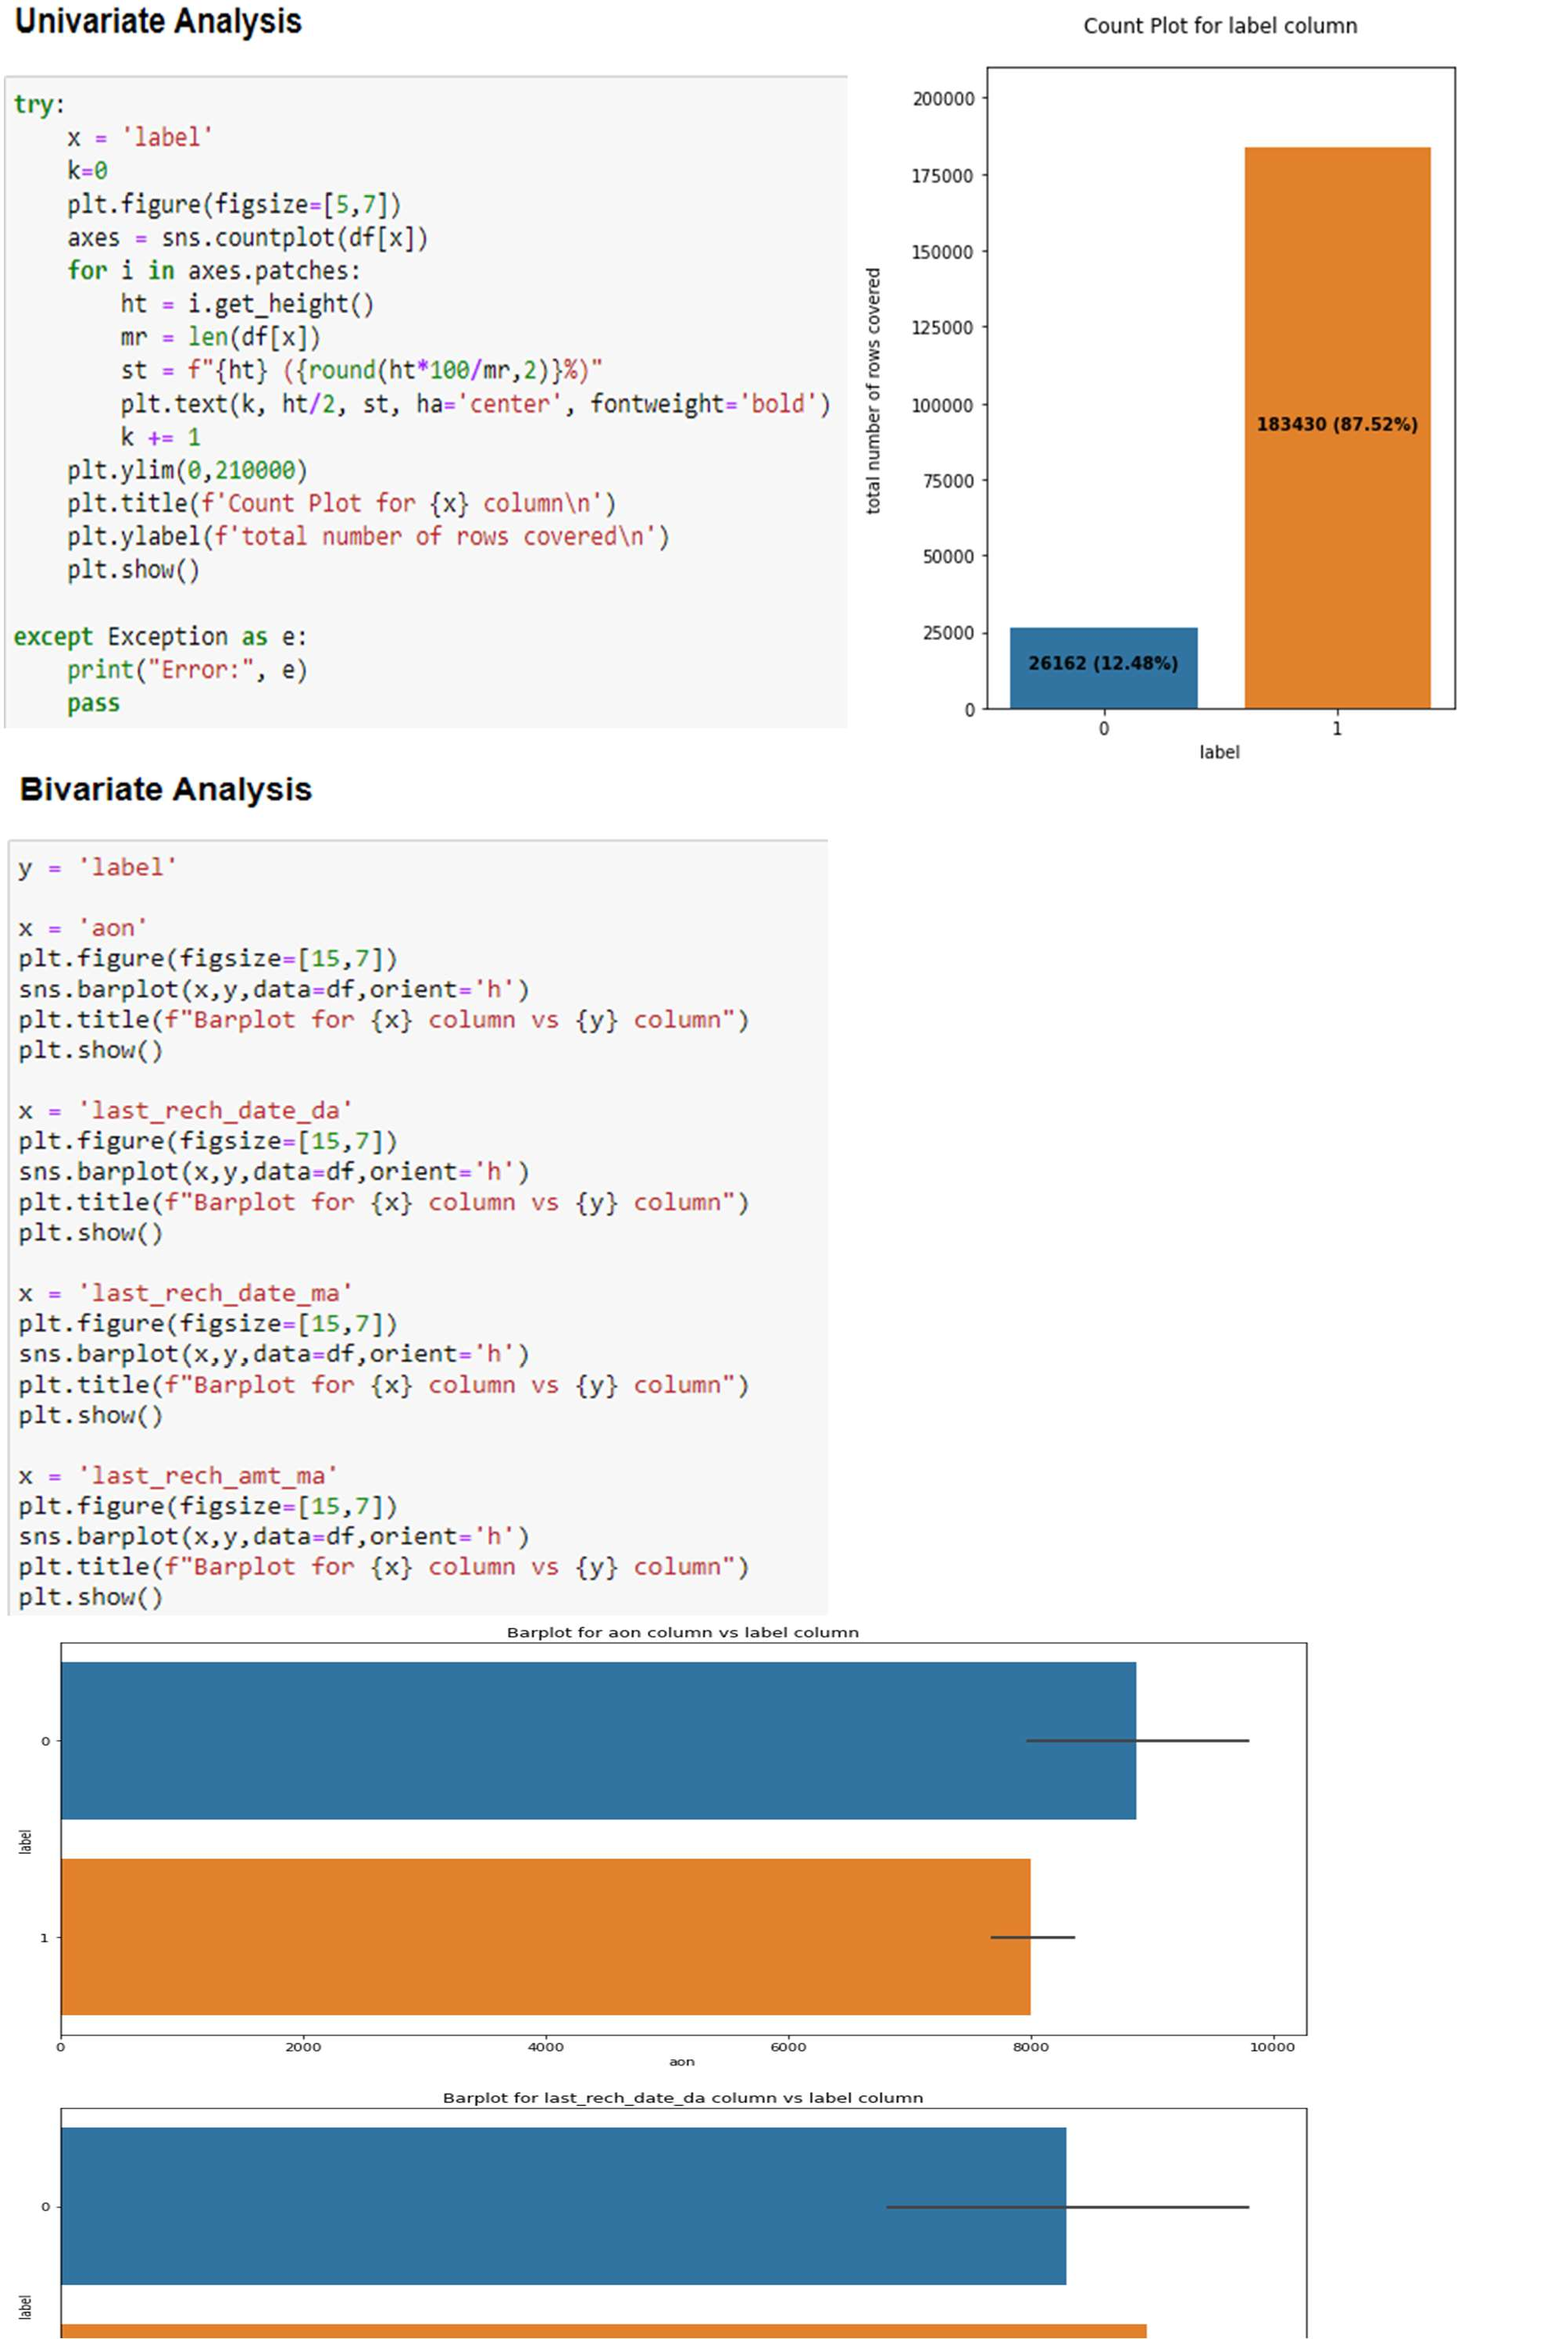 Univariate Analysis
try:
    x = 'label'
    k=0
    plt.figure(figsize=[5,7])
    axes = sns.countplot(df[x])
    for i in axes.patches:
        ht = i.get_height()
        mr = len(df[x])
        st = f"{ht} ({round(ht*100/mr,2)}%)"
        plt.text(k, ht/2, st, ha='center', fontweight='bold')
        k += 1
    plt.ylim(0,210000)
    plt.title(f'Count Plot for {x} column\n')
    plt.ylabel(f'total number of rows covered\n')
    plt.show()
except Exception as e:
    print("Error:", e)
    pass
Count Plot for label column
total number of rows covered
200000
175000
150000
125000
100000
75000
50000
25000
0
183430 (87.52%)
26162 (12.48%)
0 1
label
Bivariate Analysis
y = 'label'
x = 'aon'
plt.figure(figsize=[15,7])
sns.barplot(x,y,data=df,orient='h')
plt.title(f"Barplot for {x} column vs {y} column")
plt.show()
x = 'last_rech_date_da'
plt.figure(figsize=[15,7])
sns.barplot(x,y,data=df,orient='h')
plt.title(f"Barplot for {x} column vs {y} column")
plt.show()
x = 'last_rech_date_ma'
plt.figure(figsize=[15,7])
sns.barplot(x,y,data=df,orient='h')
plt.title(f"Barplot for {x} column vs {y} column")
plt.show()
x = 'last_rech_amt_ma'
plt.figure(figsize=[15,7])
sns.barplot(x,y,data=df,orient='h')
plt.title(f"Barplot for {x} column vs {y} column")
plt.show()
Barplot for aon column vs label column
0
label
1
0 2000 4000 6000 8000 10000
aon
Barplot for last_rech_date_da column vs label column
0
label